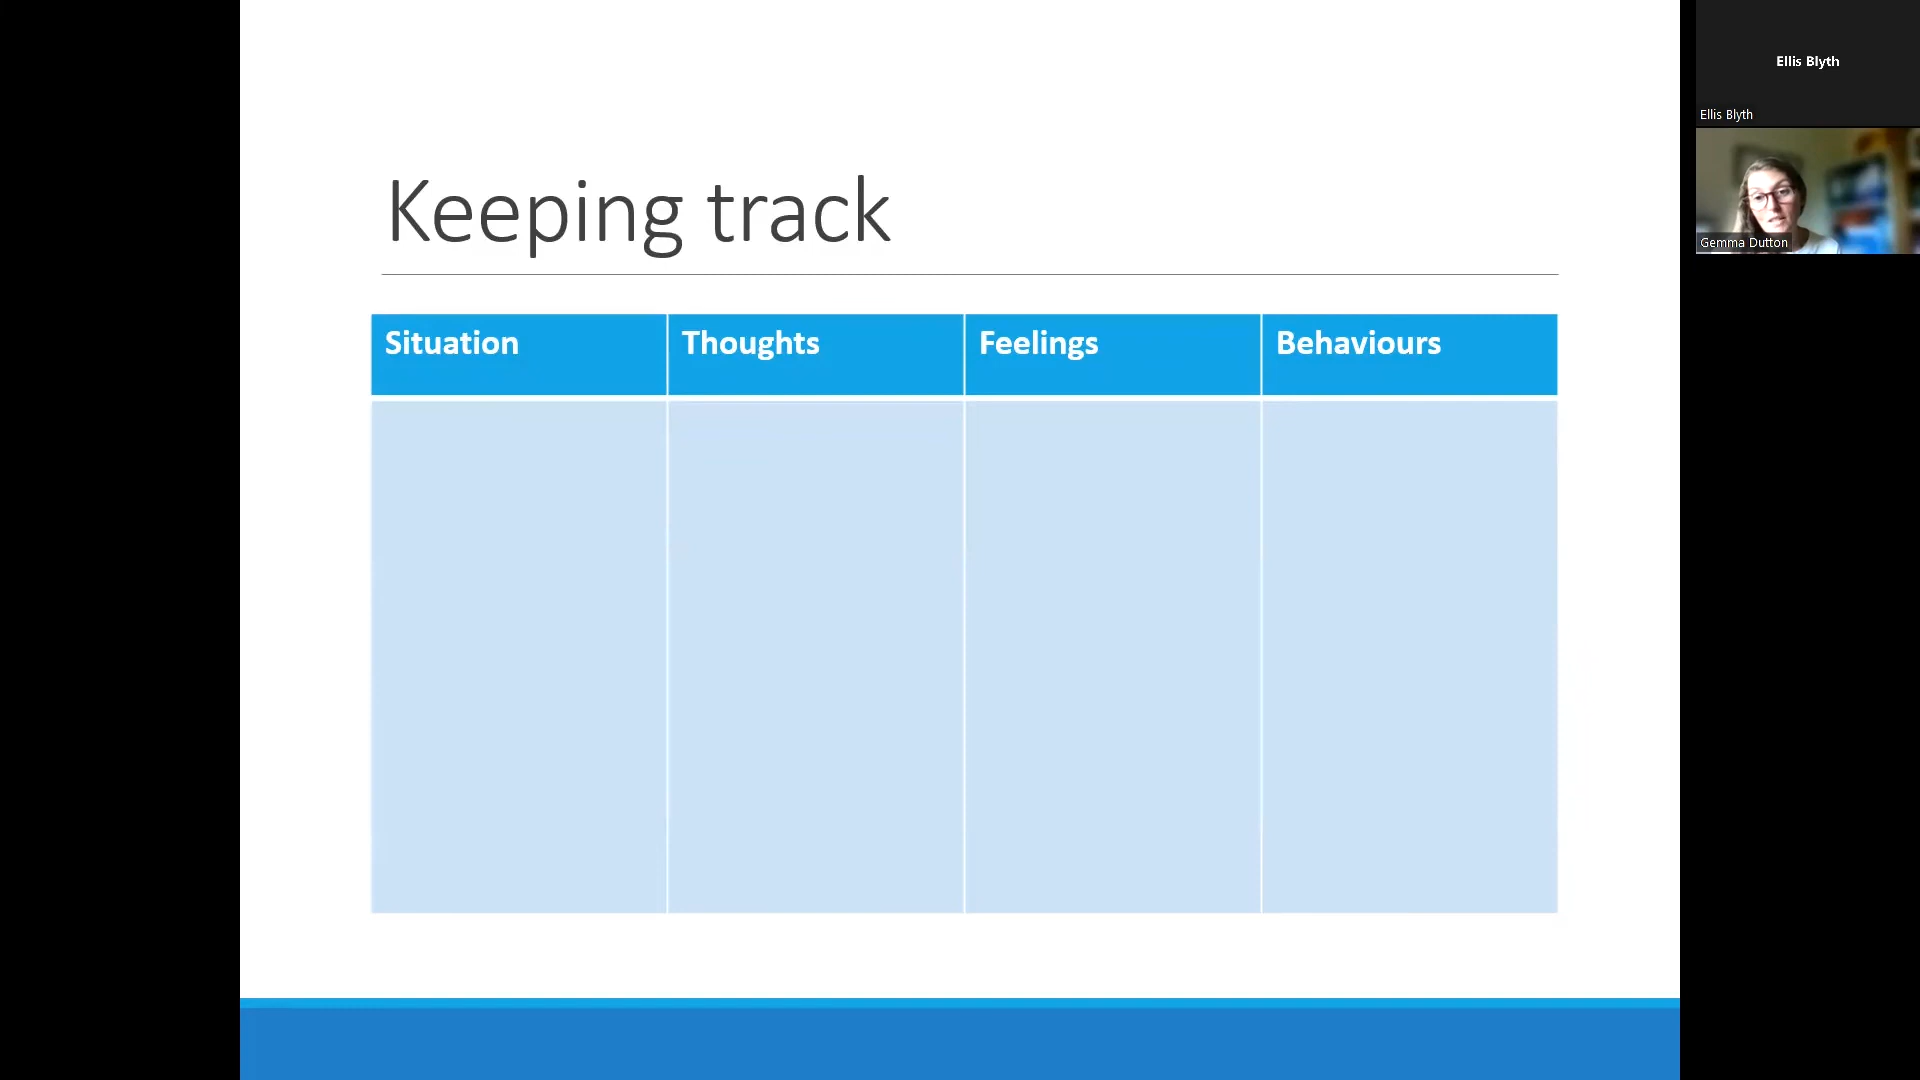 Keeping track
Situation
Thoughts
Feelings
Behaviours
Ellis Blyth
Ellis Blyth
Gemma Dutton